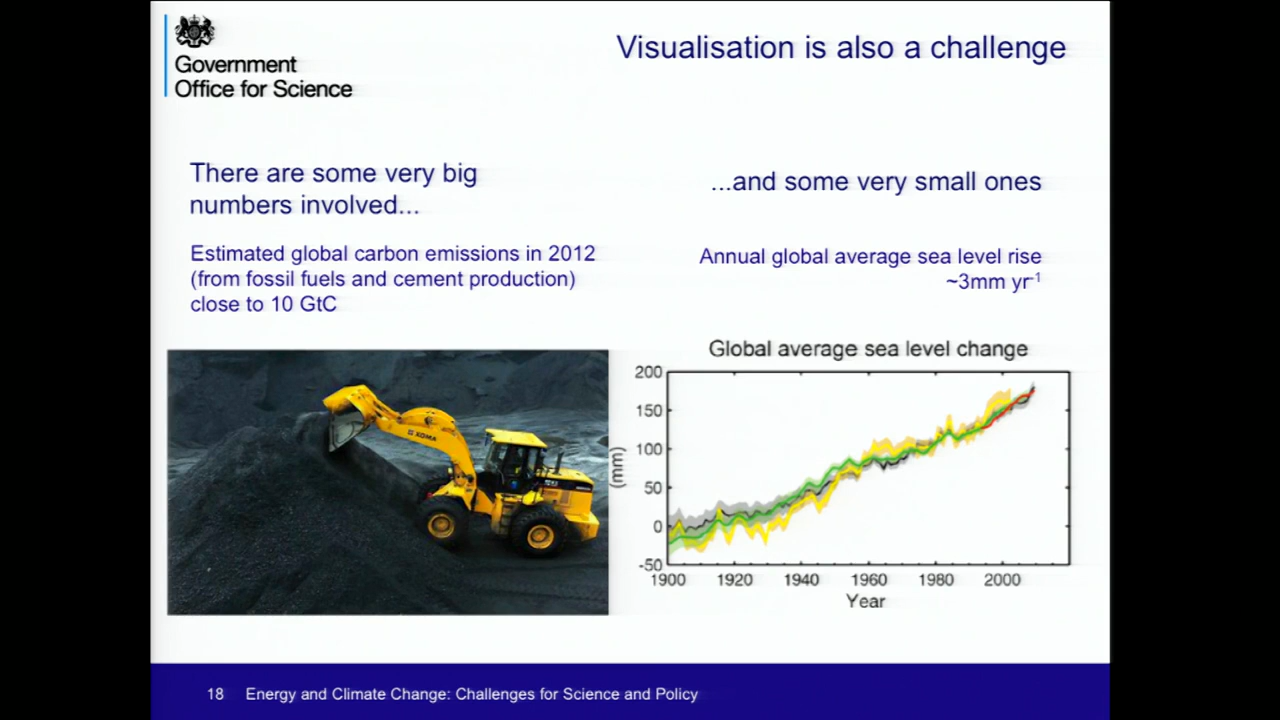 Government
Office for Science
Visualisation is also a challenge
There are some very big
numbers involved...
Estimated global carbon emissions in 2012
(from fossil fuels and cement production)
close to 10 GtC
...and some very small ones
Annual global average sea level rise
~3mm yr⁻¹
XGMA
Global average sea level change
200
150
100
50
0
-50
(mm)
1900 1920 1940 1960 1980 2000
Year
18 Energy and Climate Change: Challenges for Science and Policy